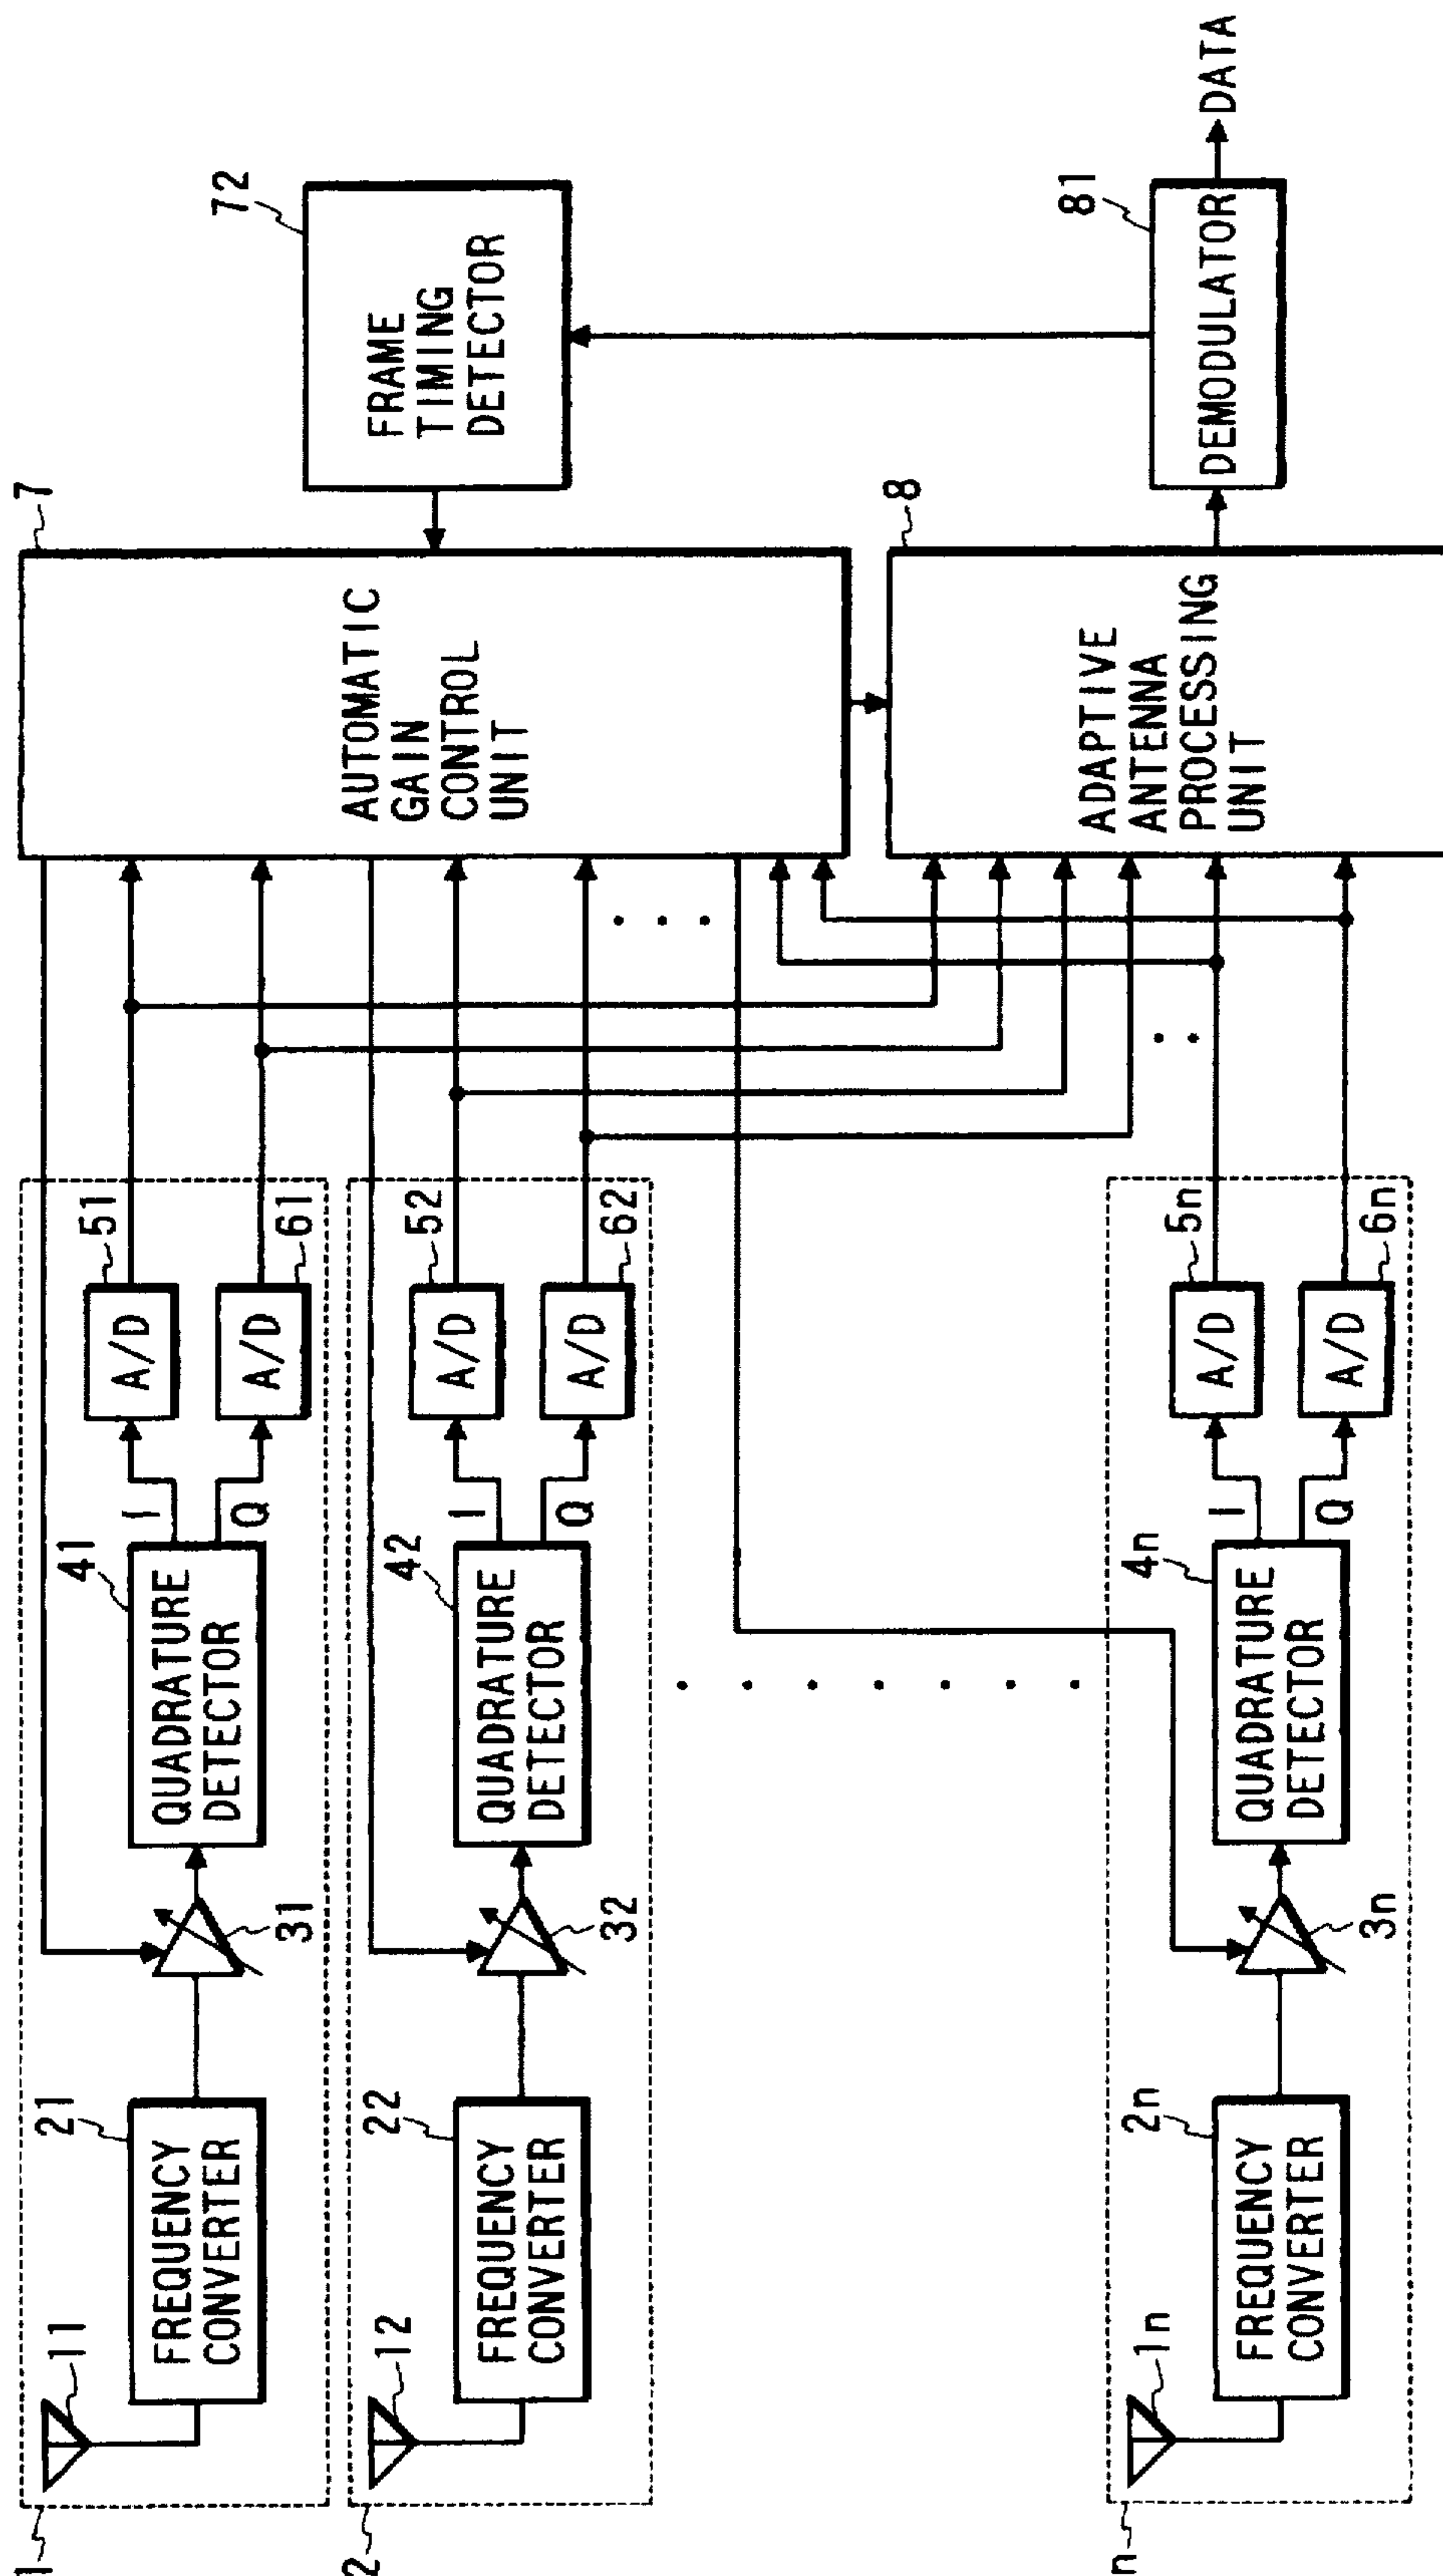 1
11
21
FREQUENCY
CONVERTER
31
41
QUADRATURE
DETECTOR
I
Q
51
A/D
61
A/D
2
12
22
FREQUENCY
CONVERTER
32
42
QUADRATURE
DETECTOR
I
Q
52
A/D
62
A/D
n
1n
2n
FREQUENCY
CONVERTER
3n
4n
QUADRATURE
DETECTOR
I
Q
5n
A/D
6n
A/D
7
AUTOMATIC
GAIN
CONTROL
UNIT
72
FRAME
TIMING
DETECTOR
8
ADAPTIVE
ANTENNA
PROCESSING
UNIT
81
DEMODULATOR
DATA